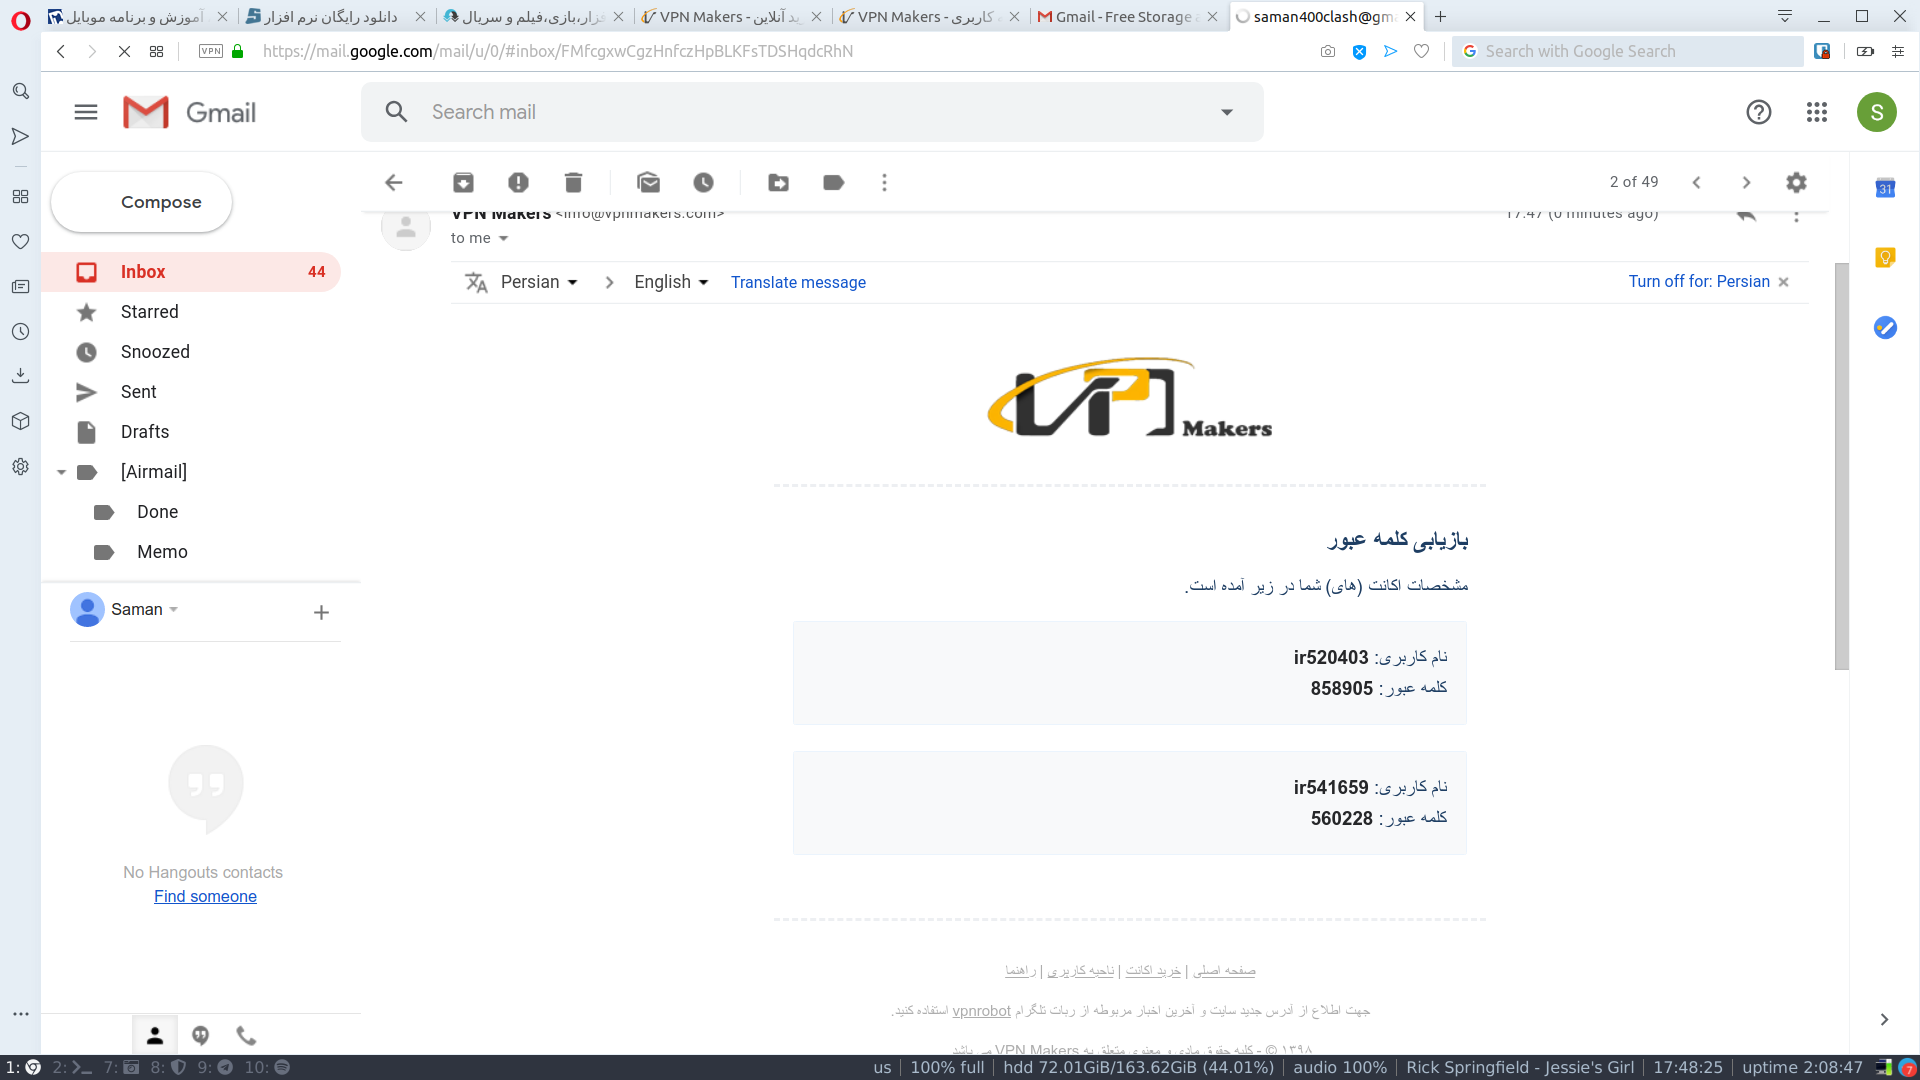 آموزش و برنامه موبایل
دانلود رایگان نرم افزار
فزار،بازی،فیلم و سریال
VPN Makers - ید آنلاین
VPN Makers - ه کاربری
Gmail - Free Storage a
saman400clash@gma
VPN
https://mail.google.com/mail/u/0/#inbox/FMfcgxwCgzHnfczHpBLKFsTDSHqdcRhN
Search with Google Search
Gmail
Search mail
S
Compose
2 of 49
31
VPN Makers <info@vpnmakers.com>
17:47 (0 minutes ago)
to me
Inbox 44
Persian
English
Translate message
Turn off for: Persian
Starred
Snoozed
Sent
Drafts
[Airmail]
Done
Memo
VPN Makers
بازیابی کلمه عبور
مشخصات اکانت (های) شما در زیر آمده است.
نام کاربری: ir520403
کلمه عبور: 858905
نام کاربری: ir541659
کلمه عبور: 560228
Saman
No Hangouts contacts
Find someone
صفحه اصلی | خرید اکانت | ناحیه کاربری | راهنما
جهت اطلاع از آدرس جدید سایت و آخرین اخبار مربوطه از ربات تلگرام vpnrobot استفاده کنید.
۱۳۹۸ © - کلیه حقوق مادی و معنوی متعلق به VPN Makers می باشد
1: 2: 7: 8: 9: 10:
us | 100% full | hdd 72.01GiB/163.62GiB (44.01%) | audio 100% | Rick Springfield - Jessie's Girl | 17:48:25 | uptime 2:08:47
7